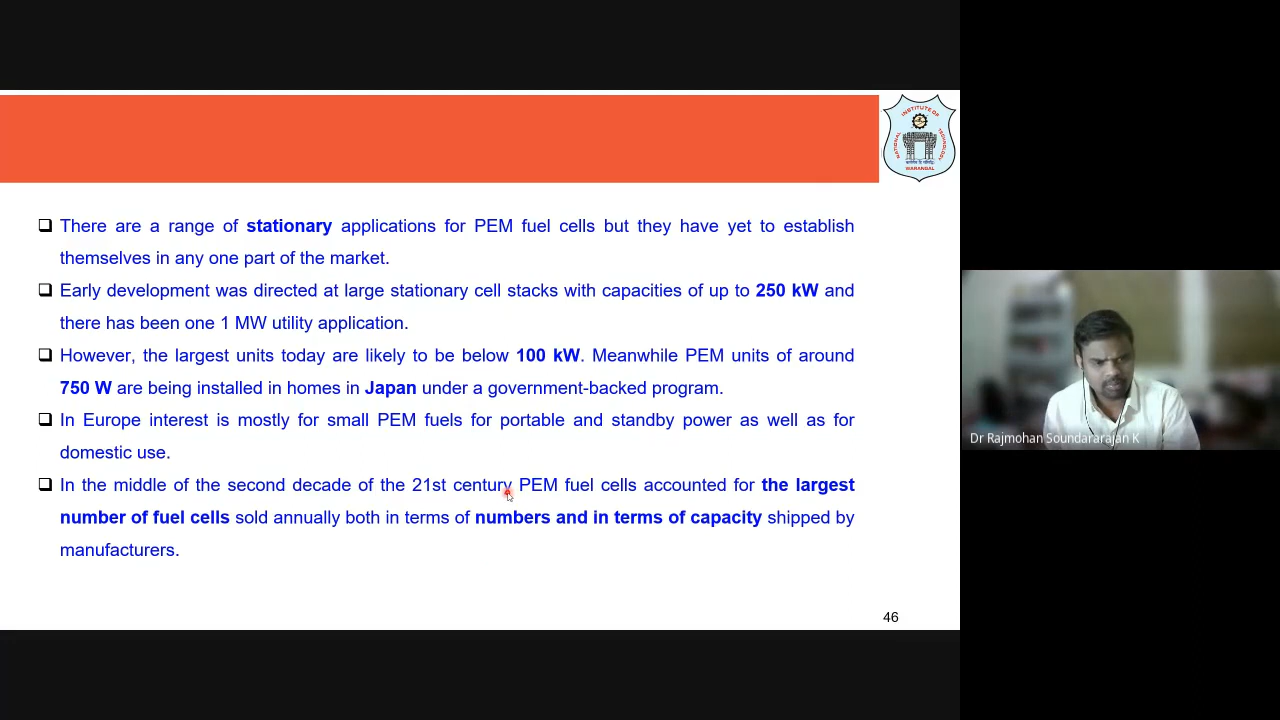 INSTITUTE OF
NATIONAL
TECHNOLOGY
WARANGAL
There are a range of stationary applications for PEM fuel cells but they have yet to establish
themselves in any one part of the market.
Early development was directed at large stationary cell stacks with capacities of up to 250 kW and
there has been one 1 MW utility application.
However, the largest units today are likely to be below 100 kW. Meanwhile PEM units of around
750 W are being installed in homes in Japan under a government-backed program.
In Europe interest is mostly for small PEM fuels for portable and standby power as well as for
domestic use.
In the middle of the second decade of the 21st century PEM fuel cells accounted for the largest
number of fuel cells sold annually both in terms of numbers and in terms of capacity shipped by
manufacturers.
46
Dr Rajmohan Soundararajan K